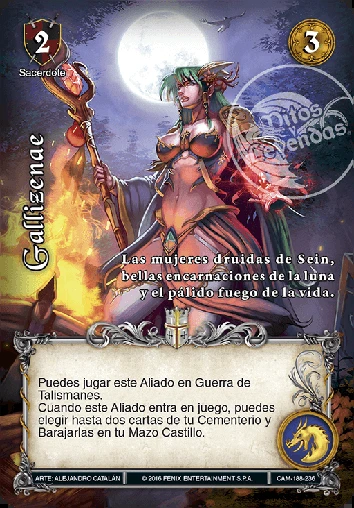 2
3
Sacerdote
Mitos
y
Leyendas
Gallizenae
Las mujeres druidas de Sein,
bellas encarnaciones de la luna
y el pálido fuego de la vida.
Puedes jugar este Aliado en Guerra de
Talismanes.
Cuando este Aliado entra en juego, puedes
elegir hasta dos cartas de tu Cementerio y
Barajarlas en tu Mazo Castillo.
ARTE: ALEJANDRO CATALÁN
© 2016 FENIX ENTERTAINMENT S.P.A.
CAM-188-236